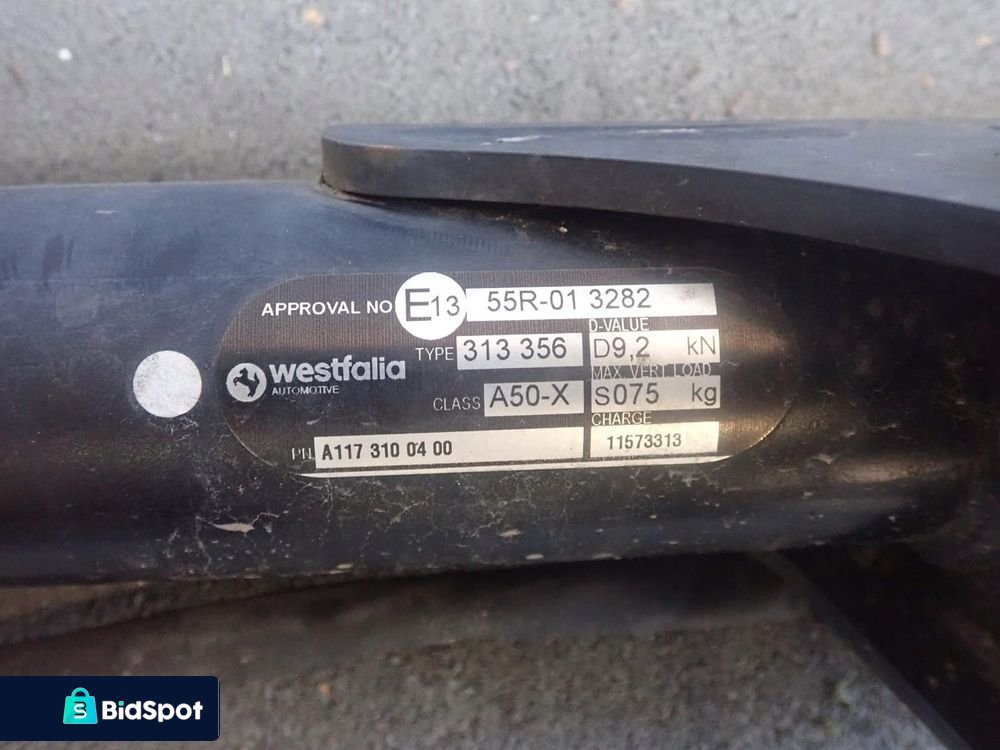 APPROVAL NO E13 55R-01 3282
D-VALUE
TYPE 313 356 D9,2 kN
westfalia
AUTOMOTIVE
MAX. VERT. LOAD
CLASS A50-X S075 kg
CHARGE
PN A117 310 04 00 11573313
S BidSpot